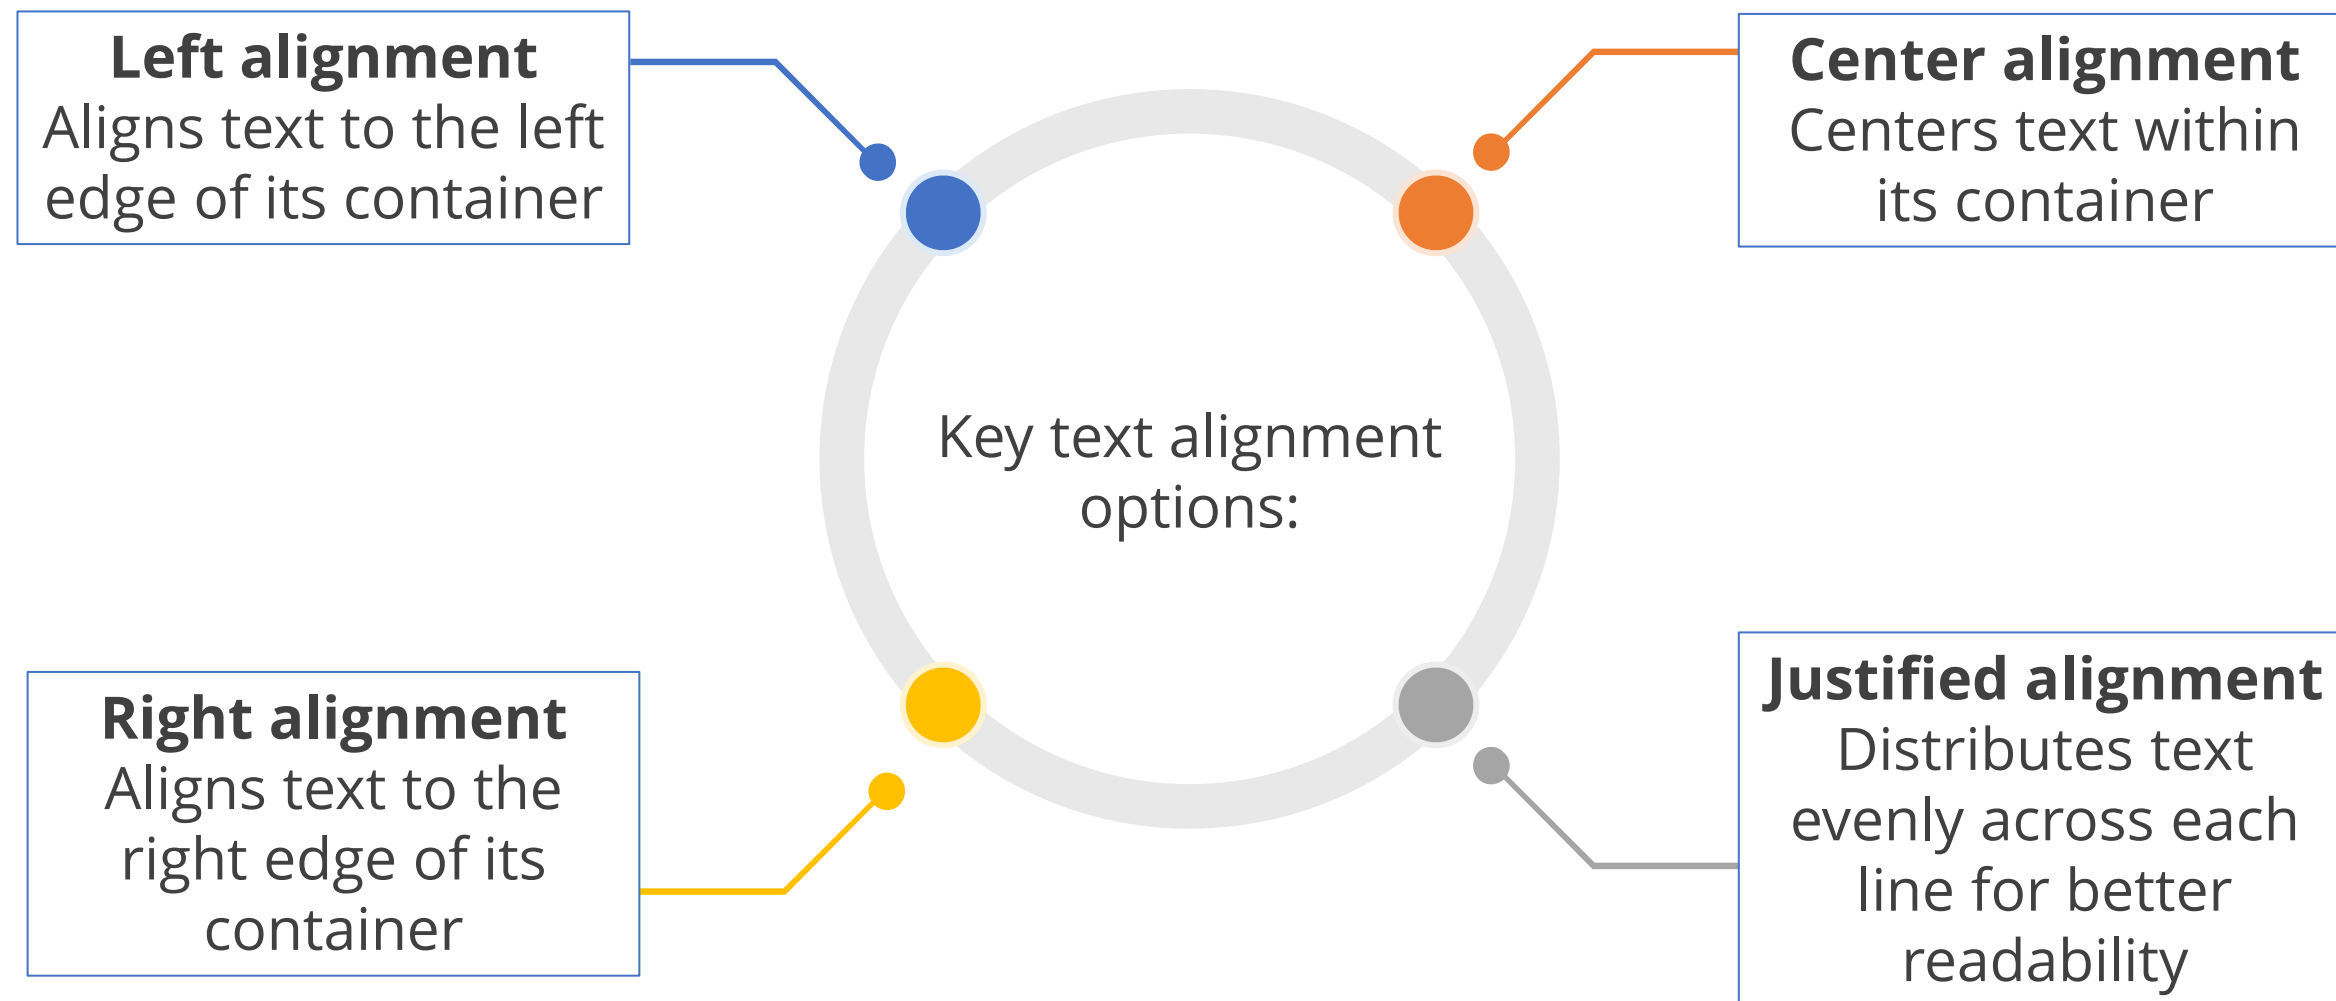 Left alignment
Aligns text to the left
edge of its container
Center alignment
Centers text within
its container
Key text alignment
options:
Right alignment
Aligns text to the
right edge of its
container
Justified alignment
Distributes text
evenly across each
line for better
readability